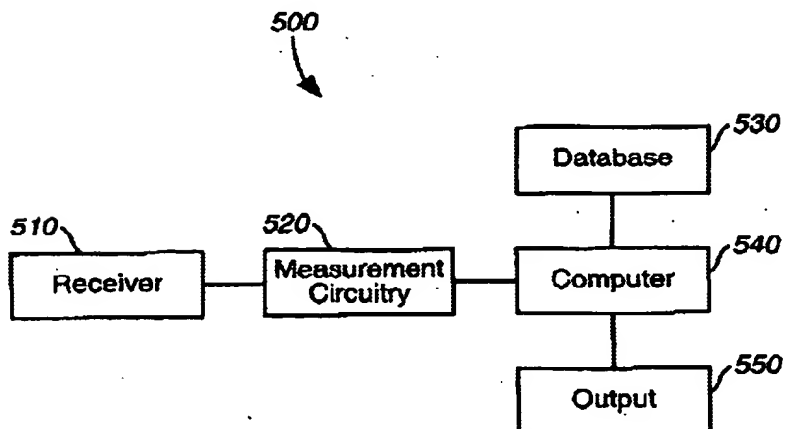 500
530
Database
510
520
540
Receiver
Measurement
Circuitry
Computer
550
Output